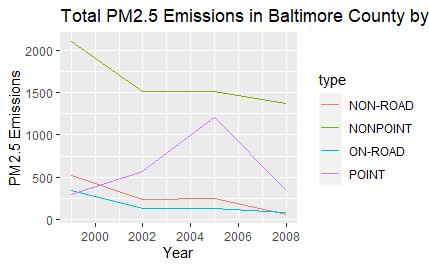 Total PM2.5 Emissions in Baltimore County by
PM2.5 Emissions
2000
1500
1000
500
0
2000
2002
2004
2006
2008
Year
type
NON-ROAD
NONPOINT
ON-ROAD
POINT